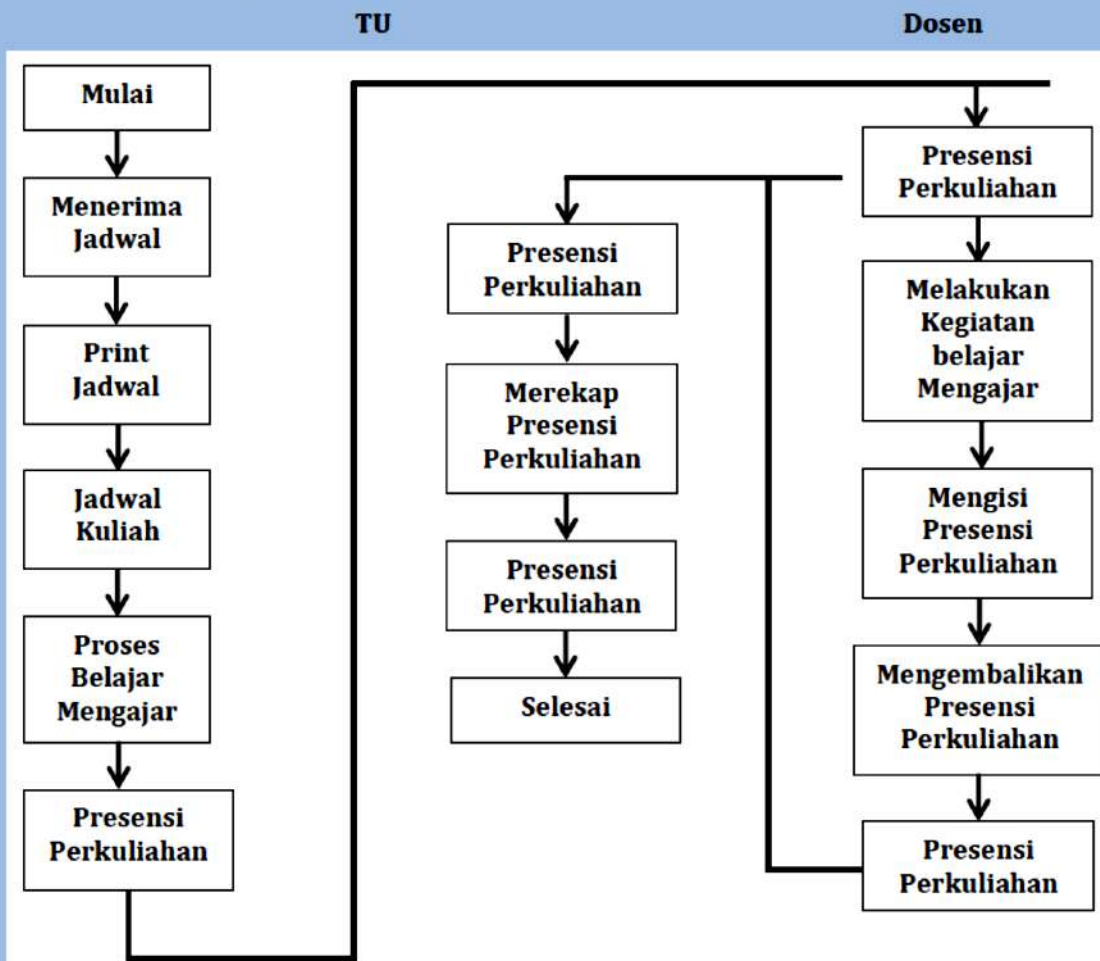 TU
Dosen
Mulai
Menerima
Jadwal
Print
Jadwal
Jadwal
Kuliah
Proses
Belajar
Mengajar
Presensi
Perkuliahan
Presensi
Perkuliahan
Melakukan
Kegiatan
belajar
Mengajar
Mengisi
Presensi
Perkuliahan
Mengembalikan
Presensi
Perkuliahan
Presensi
Perkuliahan
Presensi
Perkuliahan
Merekap
Presensi
Perkuliahan
Presensi
Perkuliahan
Selesai